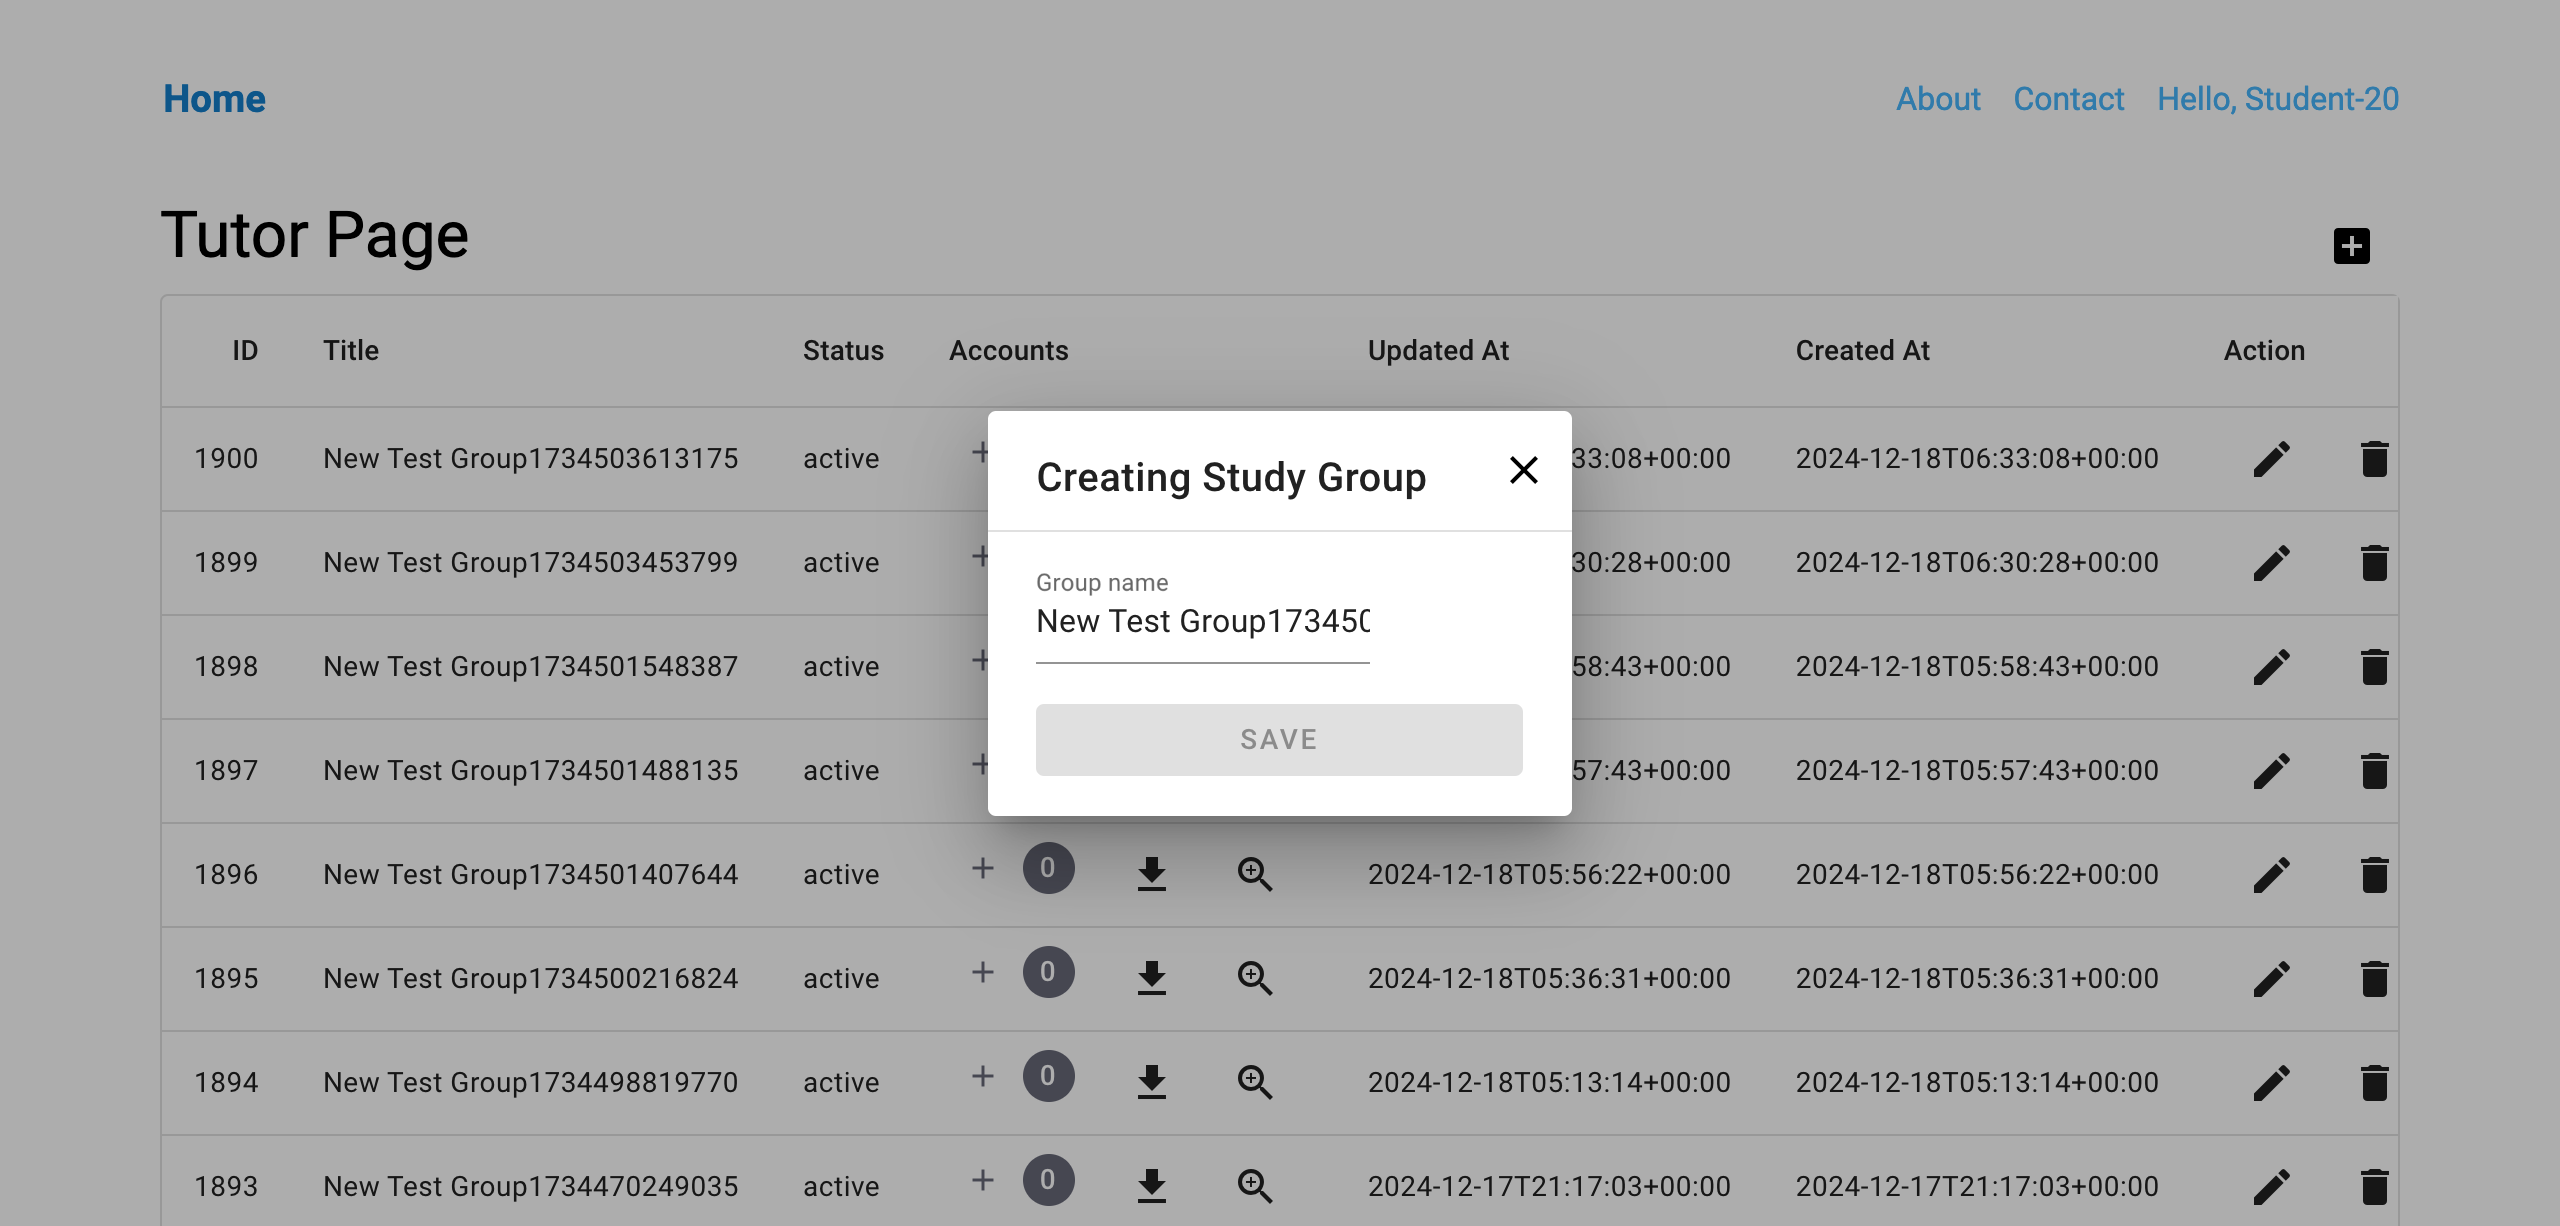 Home About Contact Hello, Student-20
Tutor Page
ID Title Status Accounts Updated At Created At Action
1900 New Test Group1734503613175 active + 33:08+00:00 2024-12-18T06:33:08+00:00
1899 New Test Group1734503453799 active + 30:28+00:00 2024-12-18T06:30:28+00:00
1898 New Test Group1734501548387 active + 58:43+00:00 2024-12-18T05:58:43+00:00
1897 New Test Group1734501488135 active + 57:43+00:00 2024-12-18T05:57:43+00:00
1896 New Test Group1734501407644 active + 0 2024-12-18T05:56:22+00:00 2024-12-18T05:56:22+00:00
1895 New Test Group1734500216824 active + 0 2024-12-18T05:36:31+00:00 2024-12-18T05:36:31+00:00
1894 New Test Group1734498819770 active + 0 2024-12-18T05:13:14+00:00 2024-12-18T05:13:14+00:00
1893 New Test Group1734470249035 active + 0 2024-12-17T21:17:03+00:00 2024-12-17T21:17:03+00:00
Creating Study Group
Group name
New Test Group173450
SAVE